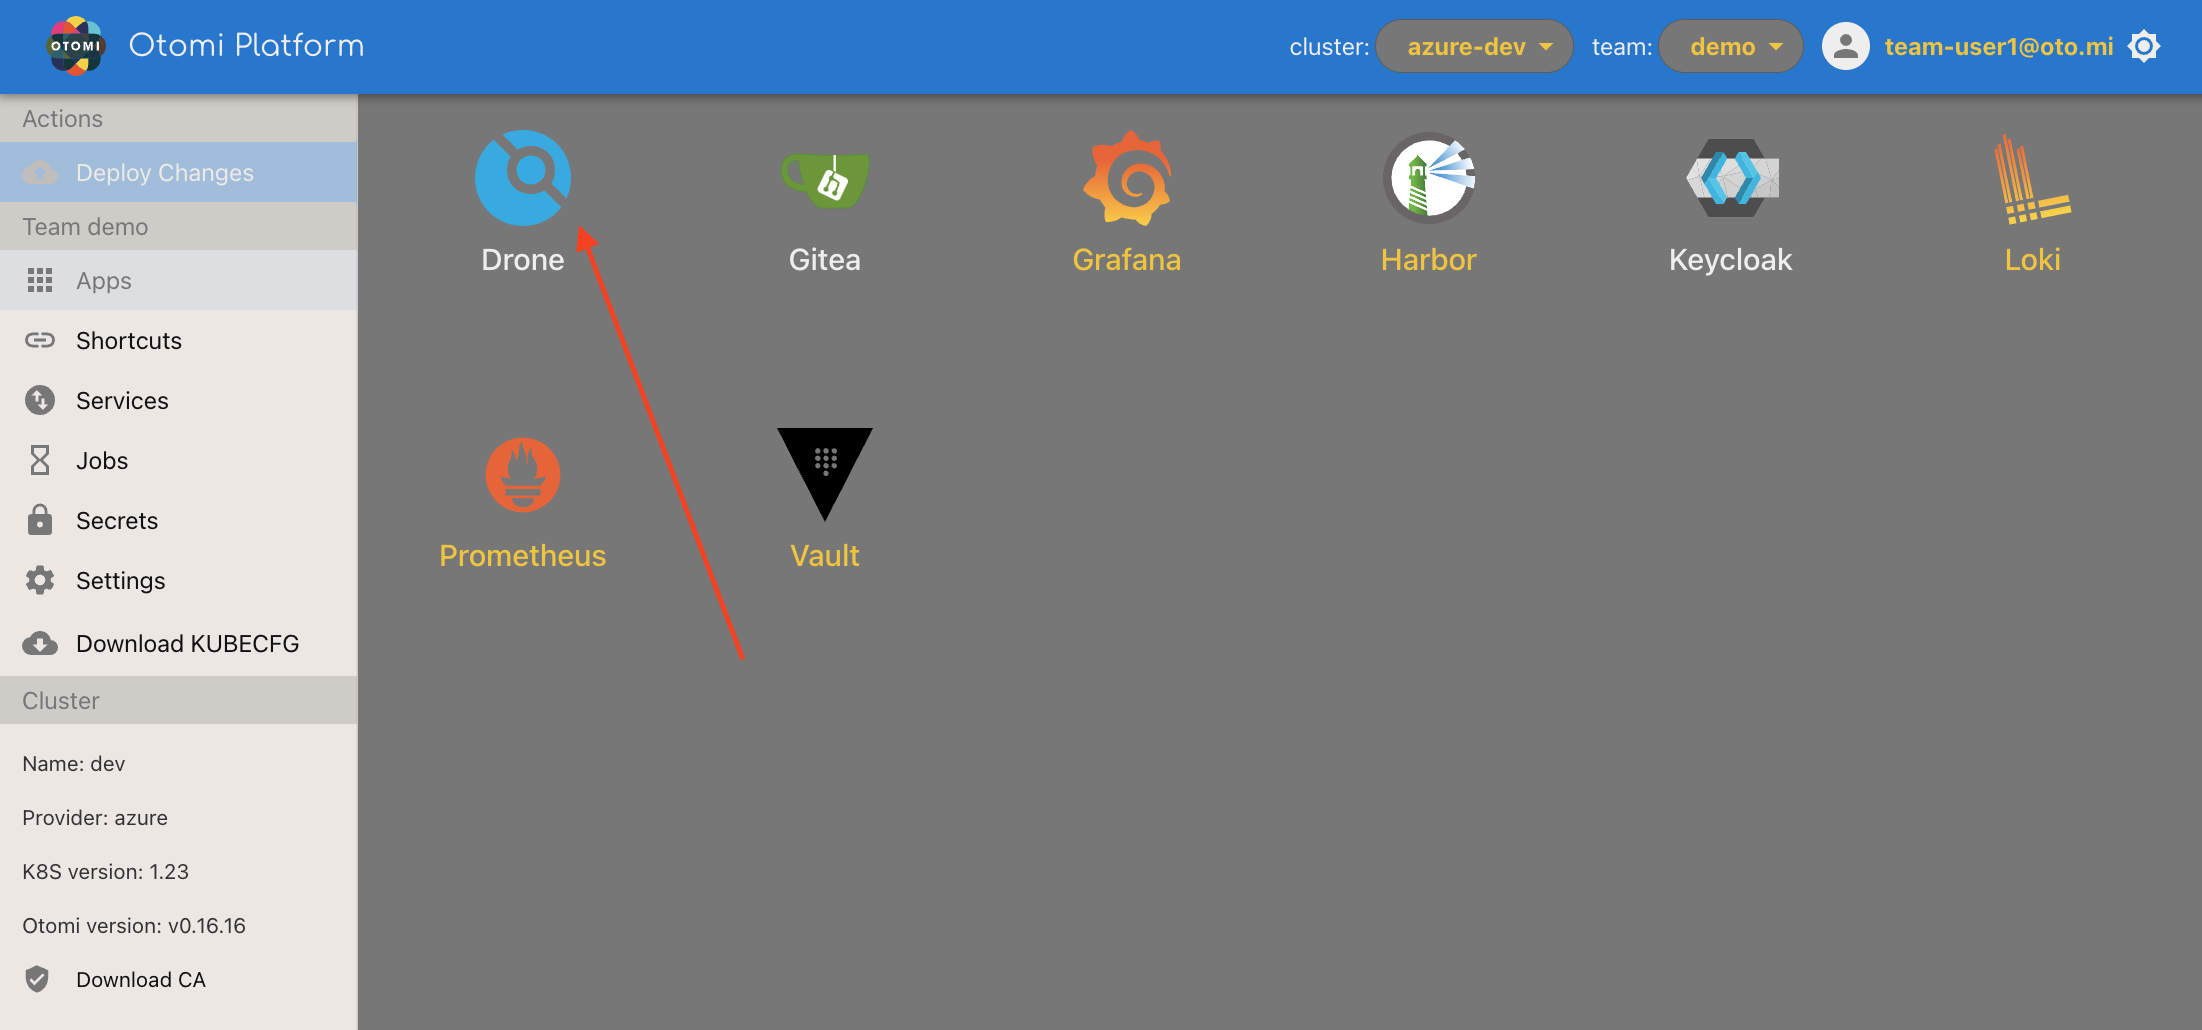 OTOMI
Otomi Platform
cluster: azure-dev team: demo team-user1@oto.mi
Actions
Deploy Changes
Team demo
Apps
Shortcuts
Services
Jobs
Secrets
Settings
Download KUBECFG
Cluster
Name: dev
Provider: azure
K8S version: 1.23
Otomi version: v0.16.16
Download CA
Drone Gitea Grafana Harbor Keycloak Loki
Prometheus Vault